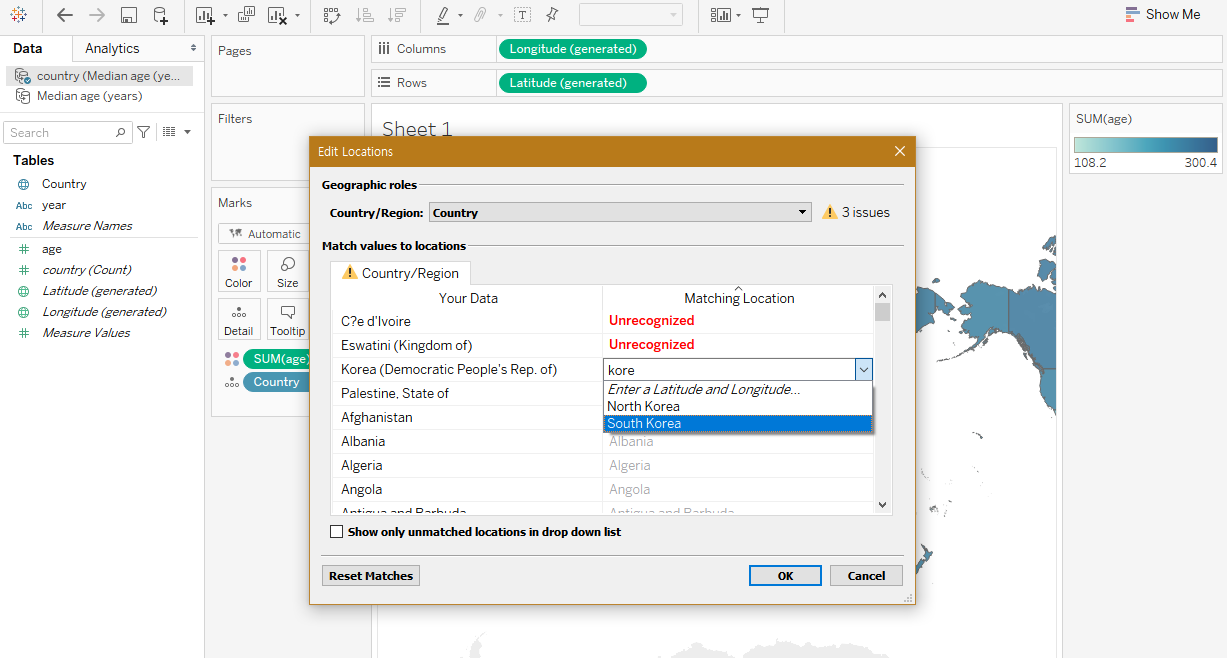 Show Me
Data
Analytics
country (Median age (ye...
Median age (years)
Search
Tables
Country
Abc year
Abc Measure Names
age
country (Count)
Latitude (generated)
Longitude (generated)
Measure Values
Pages
Filters
Marks
Automatic
Color
Size
Detail
Tooltip
SUM(age)
Country
Columns
Longitude (generated)
Rows
Latitude (generated)
Sheet 1
SUM(age)
108.2 300.4
Edit Locations
Geographic roles
Country/Region: Country 3 issues
Match values to locations
Country/Region
Your Data Matching Location
C?e d'Ivoire Unrecognized
Eswatini (Kingdom of) Unrecognized
Korea (Democratic People's Rep. of) kore
Enter a Latitude and Longitude...
North Korea
South Korea
Palestine, State of
Afghanistan
Albania Albania
Algeria Algeria
Angola Angola
Antigua and Barbuda Antigua and Barbuda
Show only unmatched locations in drop down list
Reset Matches OK Cancel